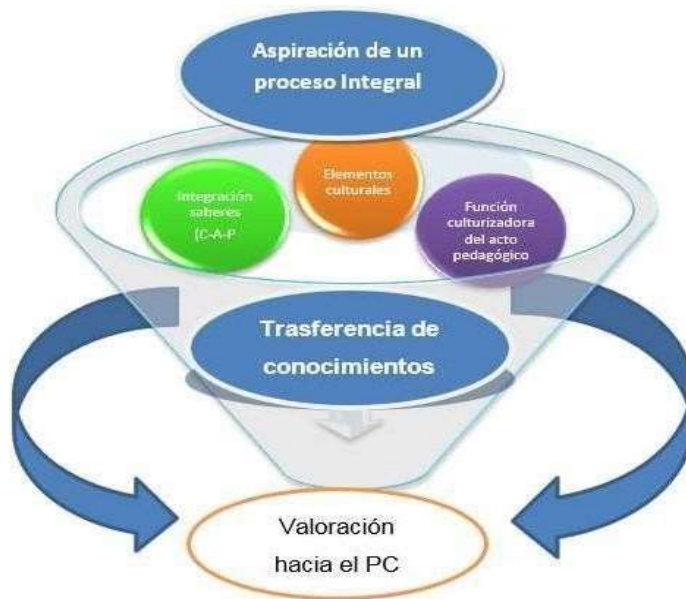 Aspiración de un
proceso Integral
Elementos
culturales
Integración
saberes
(C-A-P
Función
culturizadora
del acto
pedagógico
Trasferencia de
conocimientos
Valoración
hacia el PC